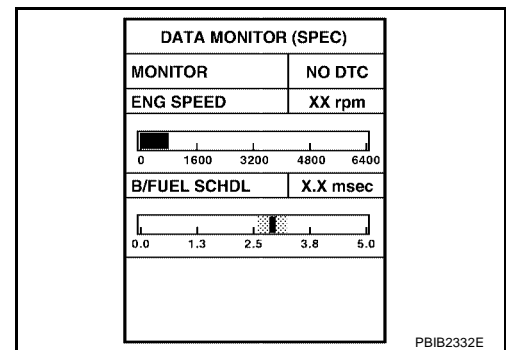 DATA MONITOR (SPEC)
MONITOR NO DTC
ENG SPEED XX rpm
0 1600 3200 4800 6400
B/FUEL SCHDL X.X msec
0.0 1.3 2.5 3.8 5.0
PBIB2332E